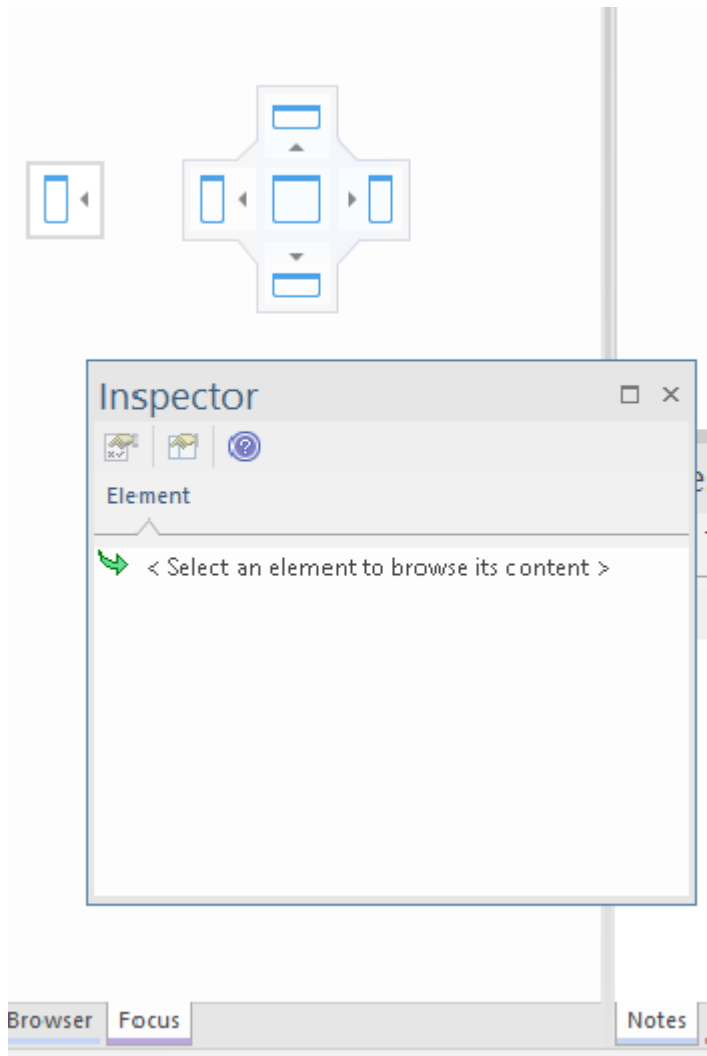 Inspector
Element
< Select an element to browse its content >
Browser
Focus
Notes